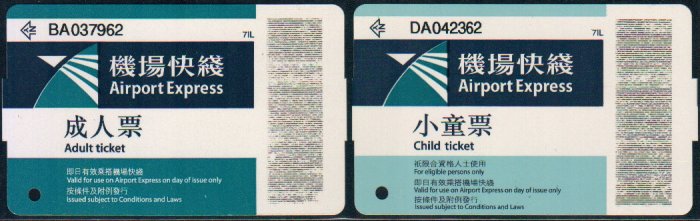 BA037962
71L
機場快綫
Airport Express
成人票
Adult ticket
即日有效乘搭機場快綫
Valid for use on Airport Express on day of issue only
按條件及附例發行
Issued subject to Conditions and Laws
DA042362
71L
機場快綫
Airport Express
小童票
Child ticket
祇限合資格人士使用
For eligible persons only
即日有效乘搭機場快綫
Valid for use on Airport Express on day of issue only
按條件及附例發行
Issued subject to Conditions and Laws